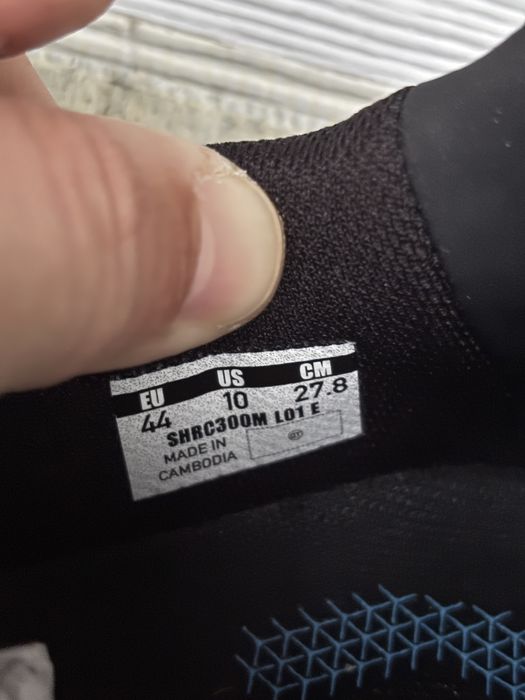 EU US CM
44 10 27.8
SHRC300M L01 E
MADE IN
CAMBODIA